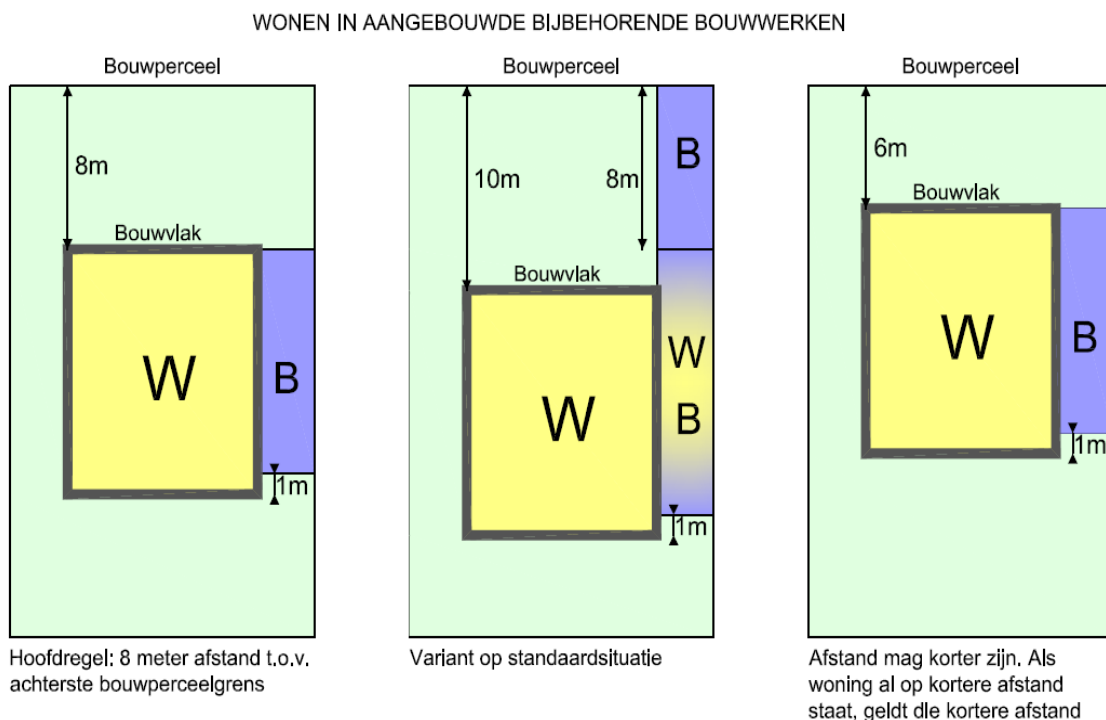 WONEN IN AANGEBOUWDE BIJBEHORENDE BOUWWERKEN
Bouwperceel
8m
Bouwvlak
W
B
1m
Hoofdregel: 8 meter afstand t.o.v.
achterste bouwperceelgrens
Bouwperceel
10m
8m
B
Bouwvlak
W
W
B
1m
Variant op standaardsituatie
Bouwperceel
6m
Bouwvlak
W
B
1m
Afstand mag korter zijn. Als
woning al op kortere afstand
staat, geldt dle kortere afstand